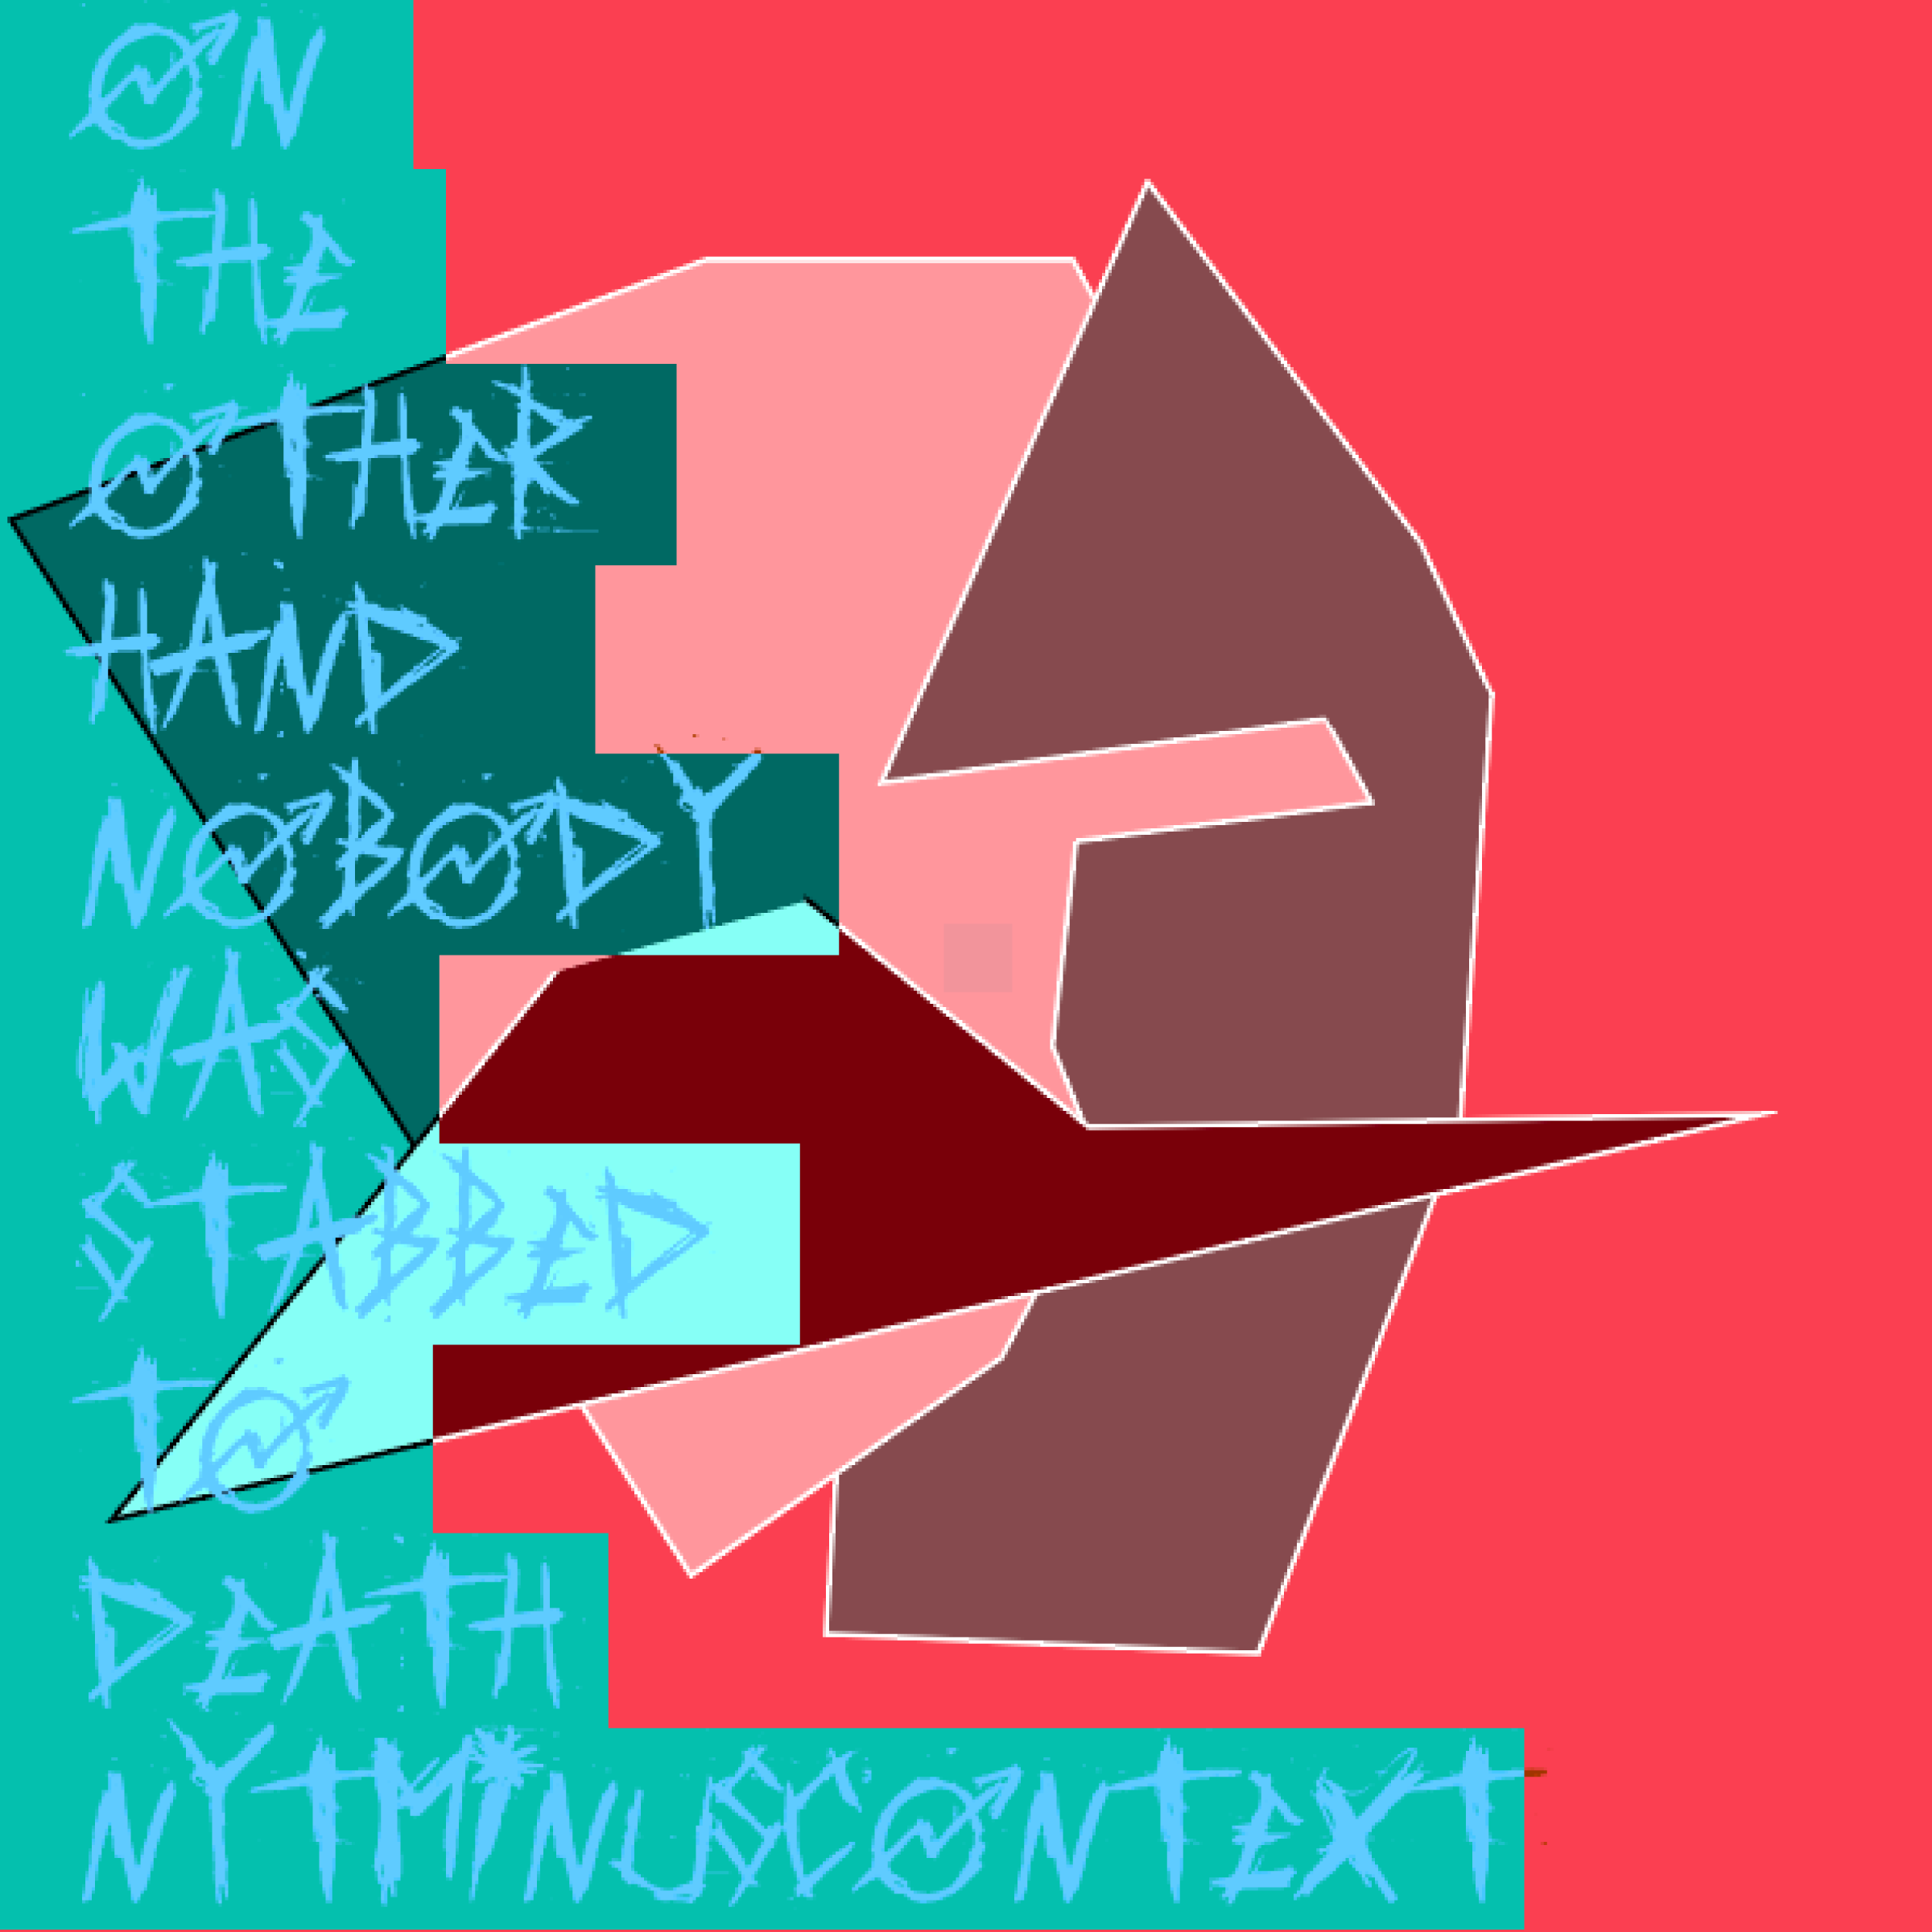 ON
THE
OTHER
HAND
NOBODY
WAS
STABBED
TO
DEATH
NYTMINUSCONTEXT